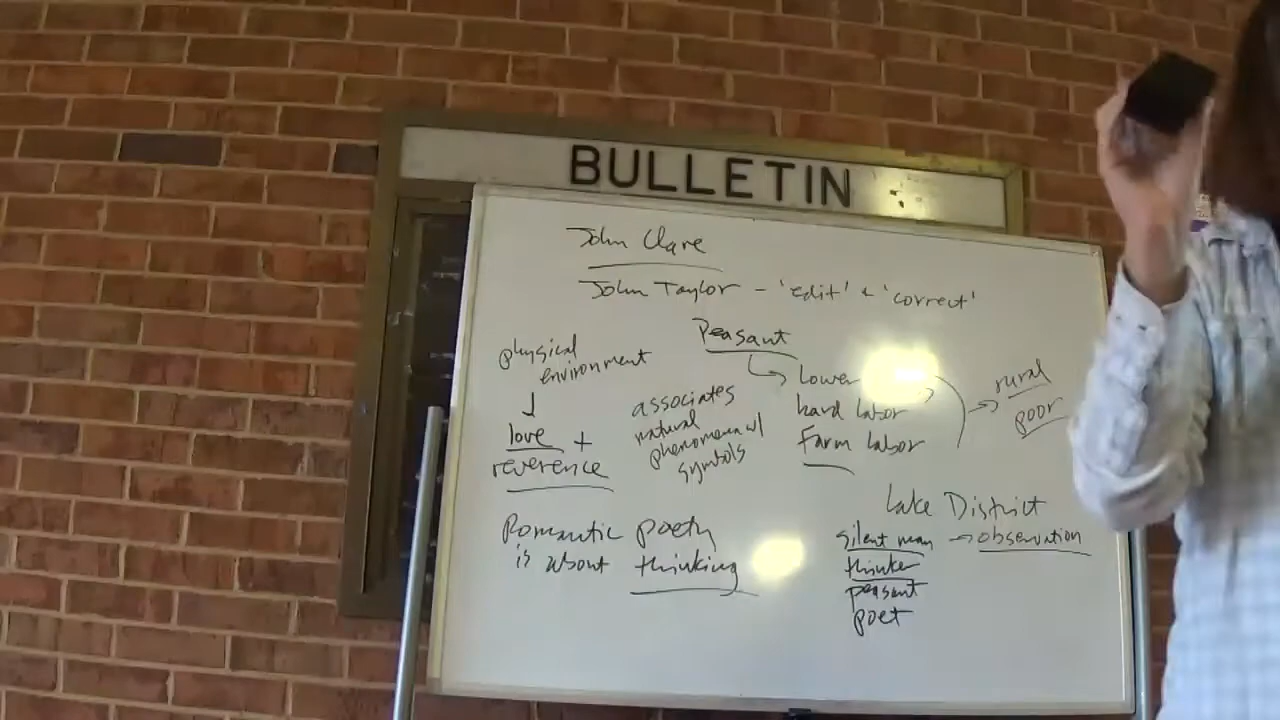 BULLETIN
John Clare
John Taylor - 'edit' + 'correct'
Peasant
physical
environment
love +
reverence
associates
natural
phenomena w/
symbols
Lower
hard labor
Farm labor
rural
poor
Romantic poetry
is about thinking
Lake District
silent man → observation
thinker
peasant
poet